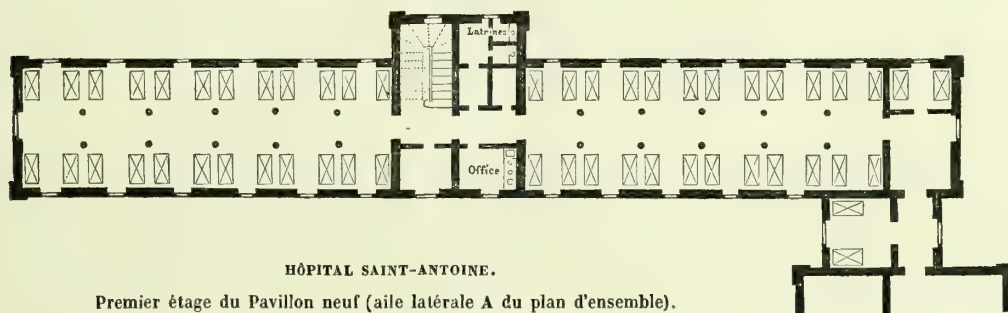 Latrines
Office
HÔPITAL SAINT-ANTOINE.
Premier étage du Pavillon neuf (aile latérale A du plan d'ensemble).